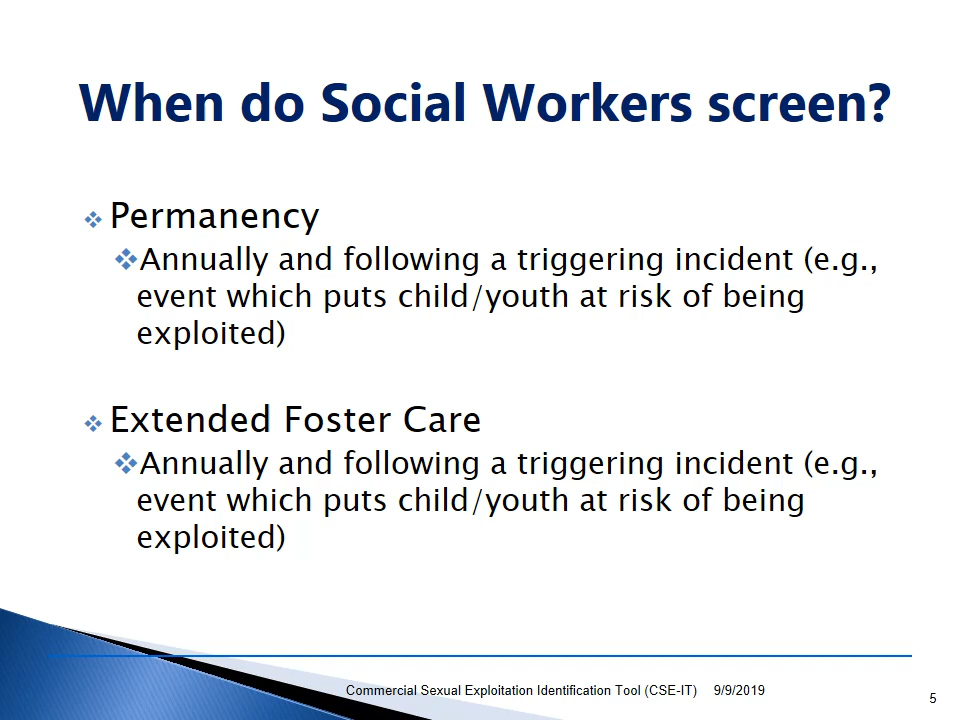 When do Social Workers screen?
Permanency
Annually and following a triggering incident (e.g.,
event which puts child/youth at risk of being
exploited)
Extended Foster Care
Annually and following a triggering incident (e.g.,
event which puts child/youth at risk of being
exploited)
Commercial Sexual Exploitation Identification Tool (CSE-IT) 9/9/2019
5